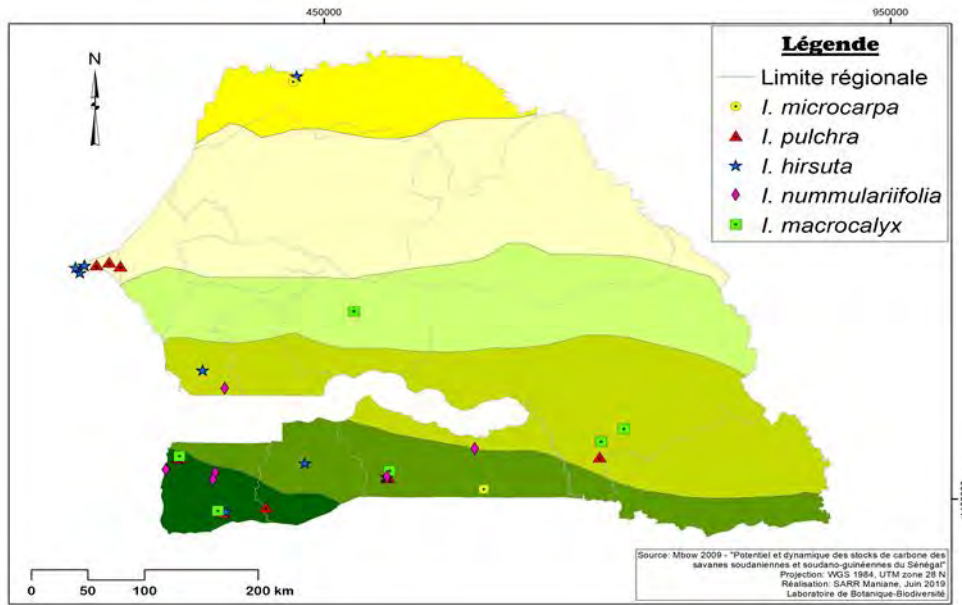 450000
950000
N
Légende
Limite régionale
I. microcarpa
I. pulchra
I. hirsuta
I. nummulariifolia
I. macrocalyx
0 50 100 200 km
Source: Mbow 2009 - "Potentiel et dynamique des stocks de carbone des
savanes soudaniennes et soudano-guinéennes du Sénégal"
Projection: WGS 1984, UTM zone 28 N
Réalisation: SARR Maniane, Juin 2019
Laboratoire de Botanique-Biodiversité